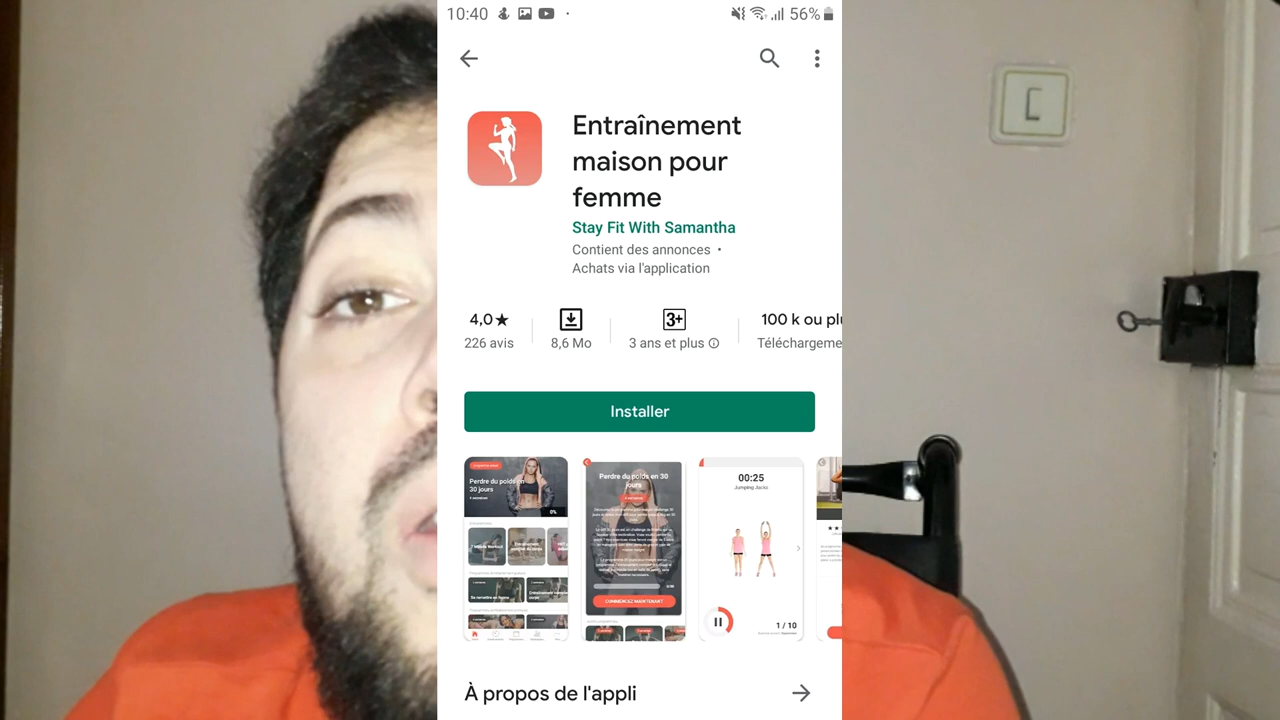 10:40
56%
Entraînement
maison pour
femme
Stay Fit With Samantha
Contient des annonces •
Achats via l'application
4,0★
226 avis
8,6 Mo
3+
3 ans et plus
100 k ou plu
Téléchargeme
Installer
Perdre du poids en
30 jours
0%
Perdre du poids en 30
jours
COMMENCEZ MAINTENANT
00:25
Jumping Jacks
1 / 10
À propos de l'appli